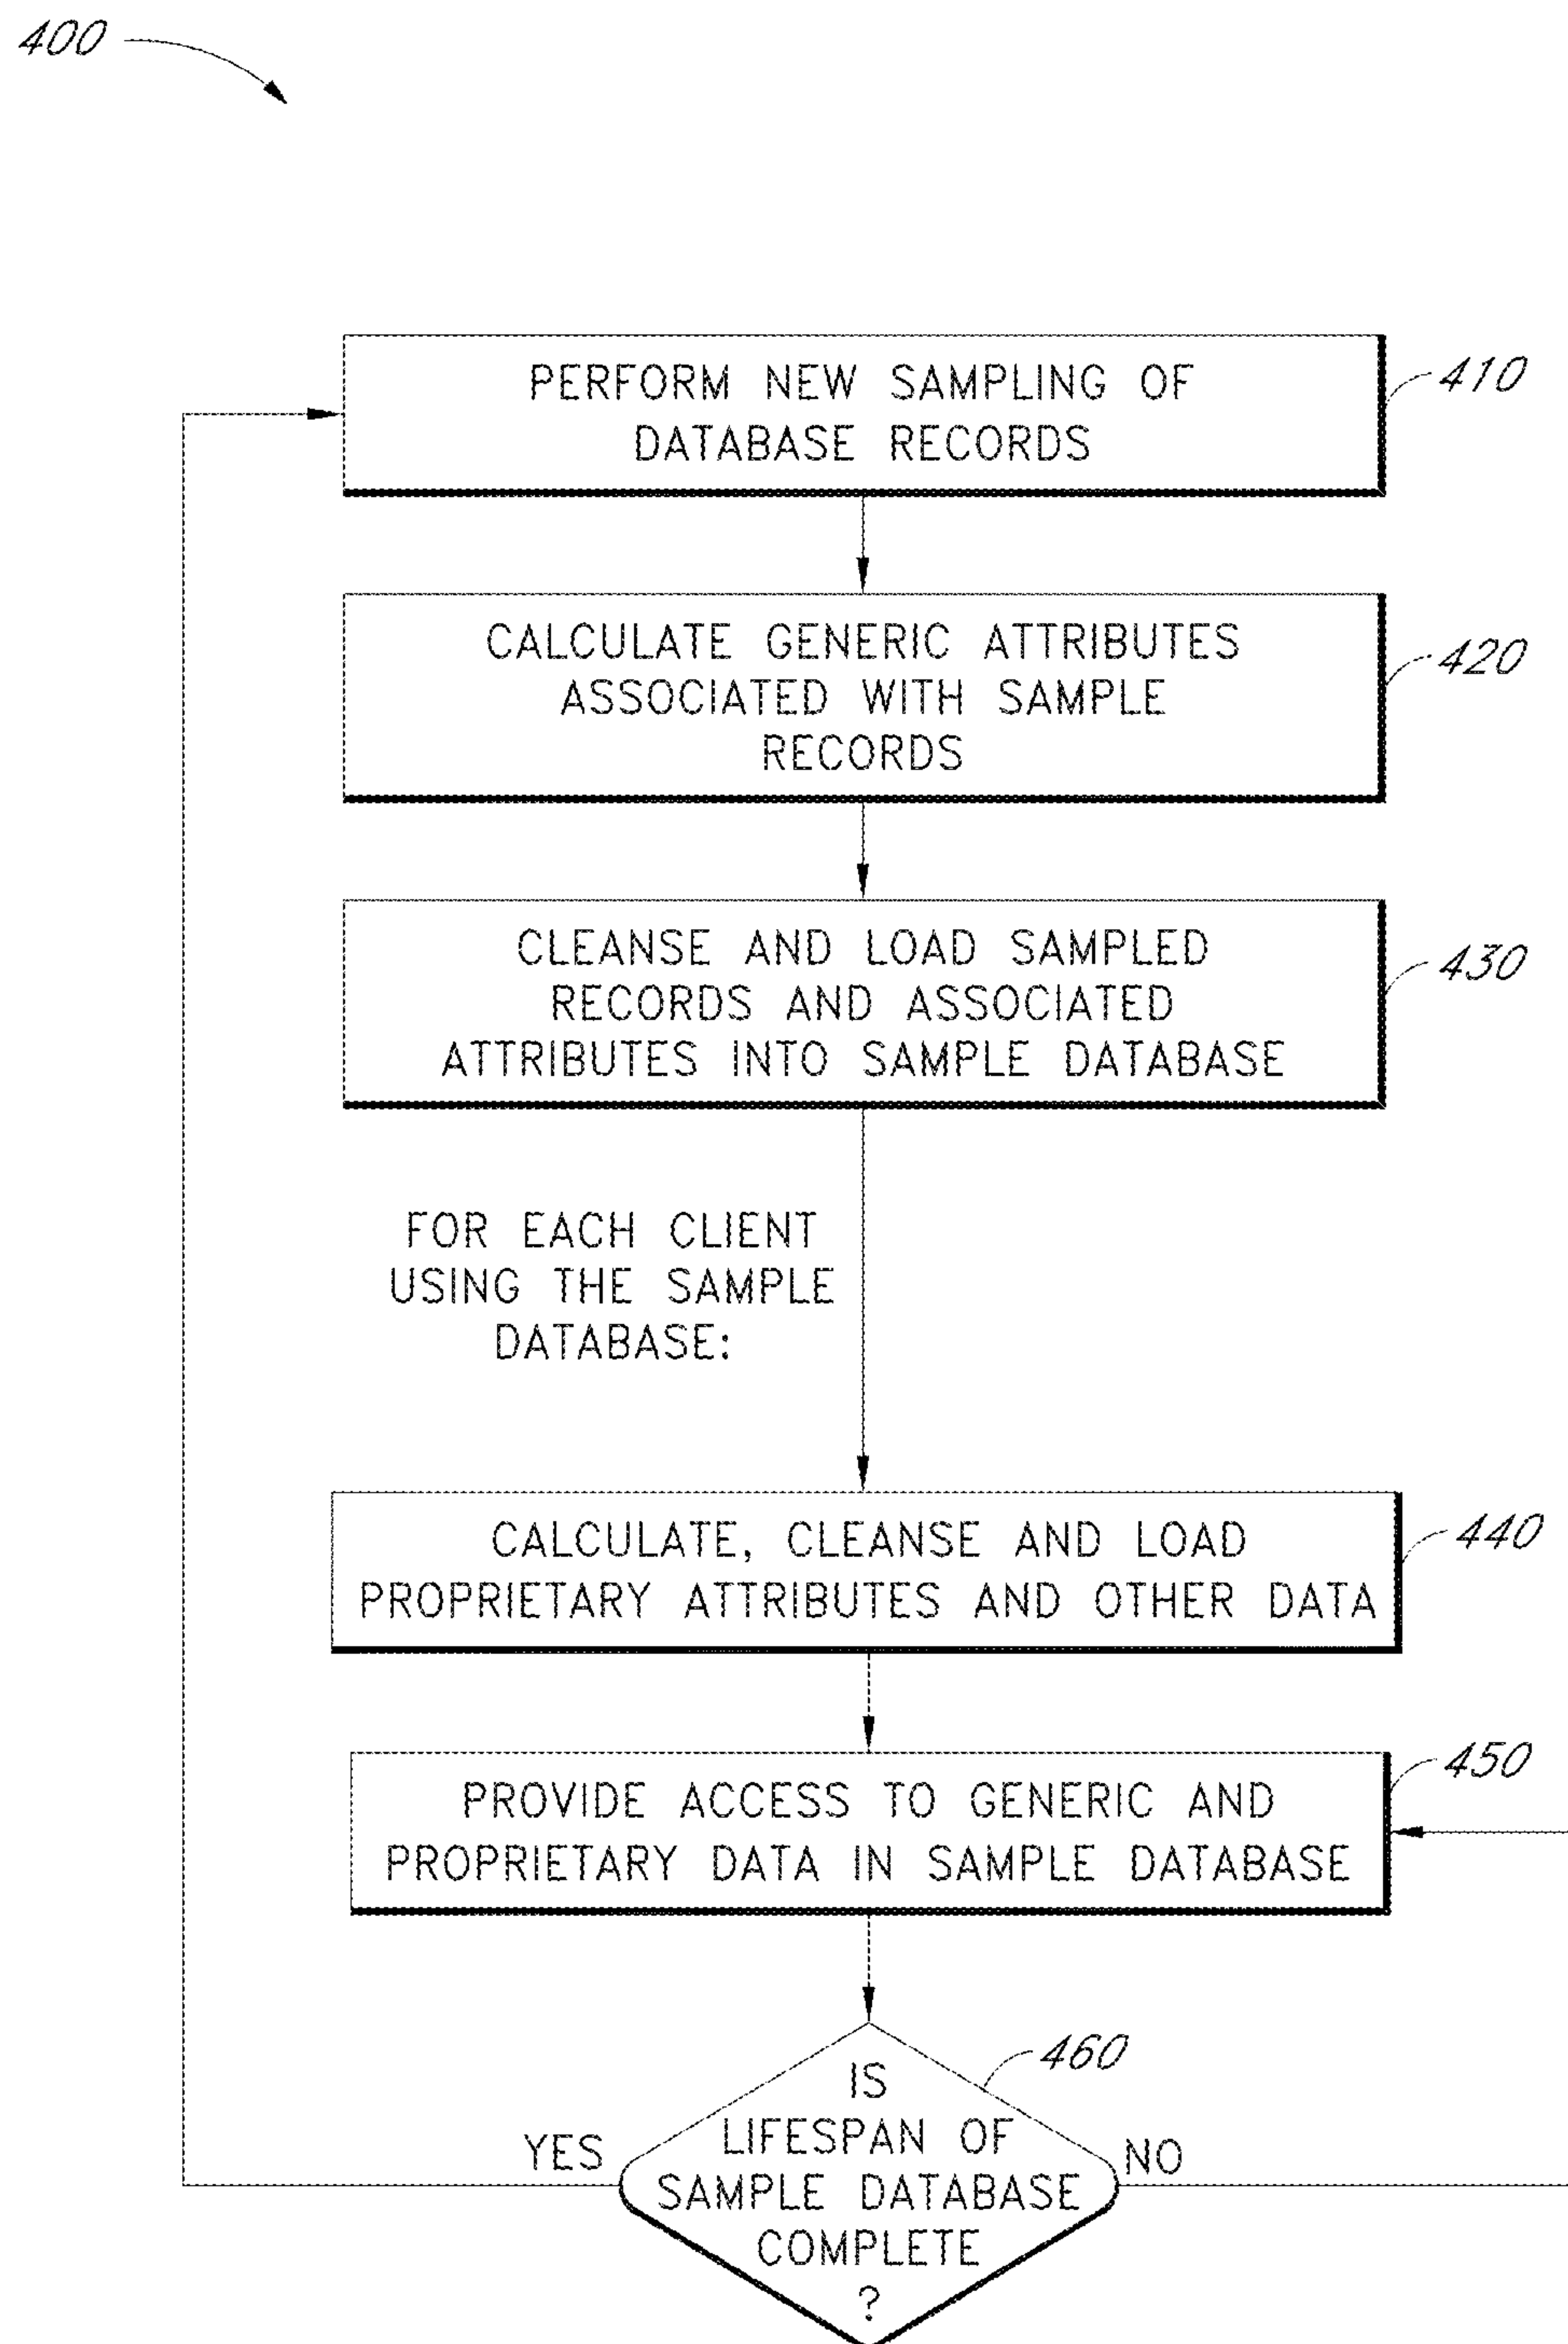 400
PERFORM NEW SAMPLING OF
DATABASE RECORDS
410
CALCULATE GENERIC ATTRIBUTES
ASSOCIATED WITH SAMPLE
RECORDS
420
CLEANSE AND LOAD SAMPLED
RECORDS AND ASSOCIATED
ATTRIBUTES INTO SAMPLE DATABASE
430
FOR EACH CLIENT
USING THE SAMPLE
DATABASE:
CALCULATE, CLEANSE AND LOAD
PROPRIETARY ATTRIBUTES AND OTHER DATA
440
PROVIDE ACCESS TO GENERIC AND
PROPRIETARY DATA IN SAMPLE DATABASE
450
IS
LIFESPAN OF
SAMPLE DATABASE
COMPLETE
?
460
YES
NO